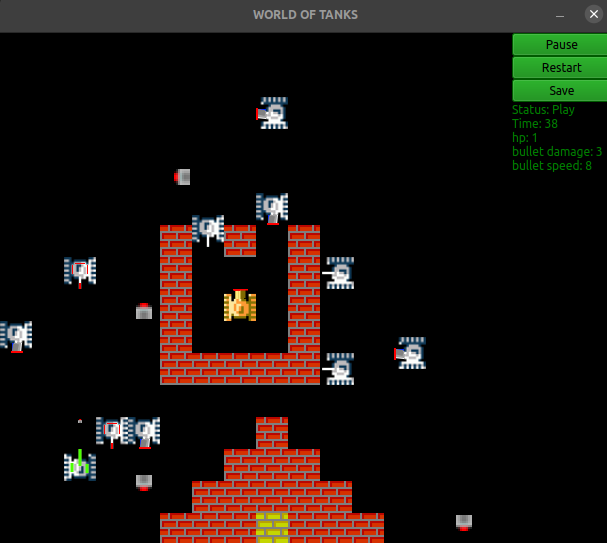 WORLD OF TANKS
Pause
Restart
Save
Status: Play
Time: 38
hp: 1
bullet damage: 3
bullet speed: 8